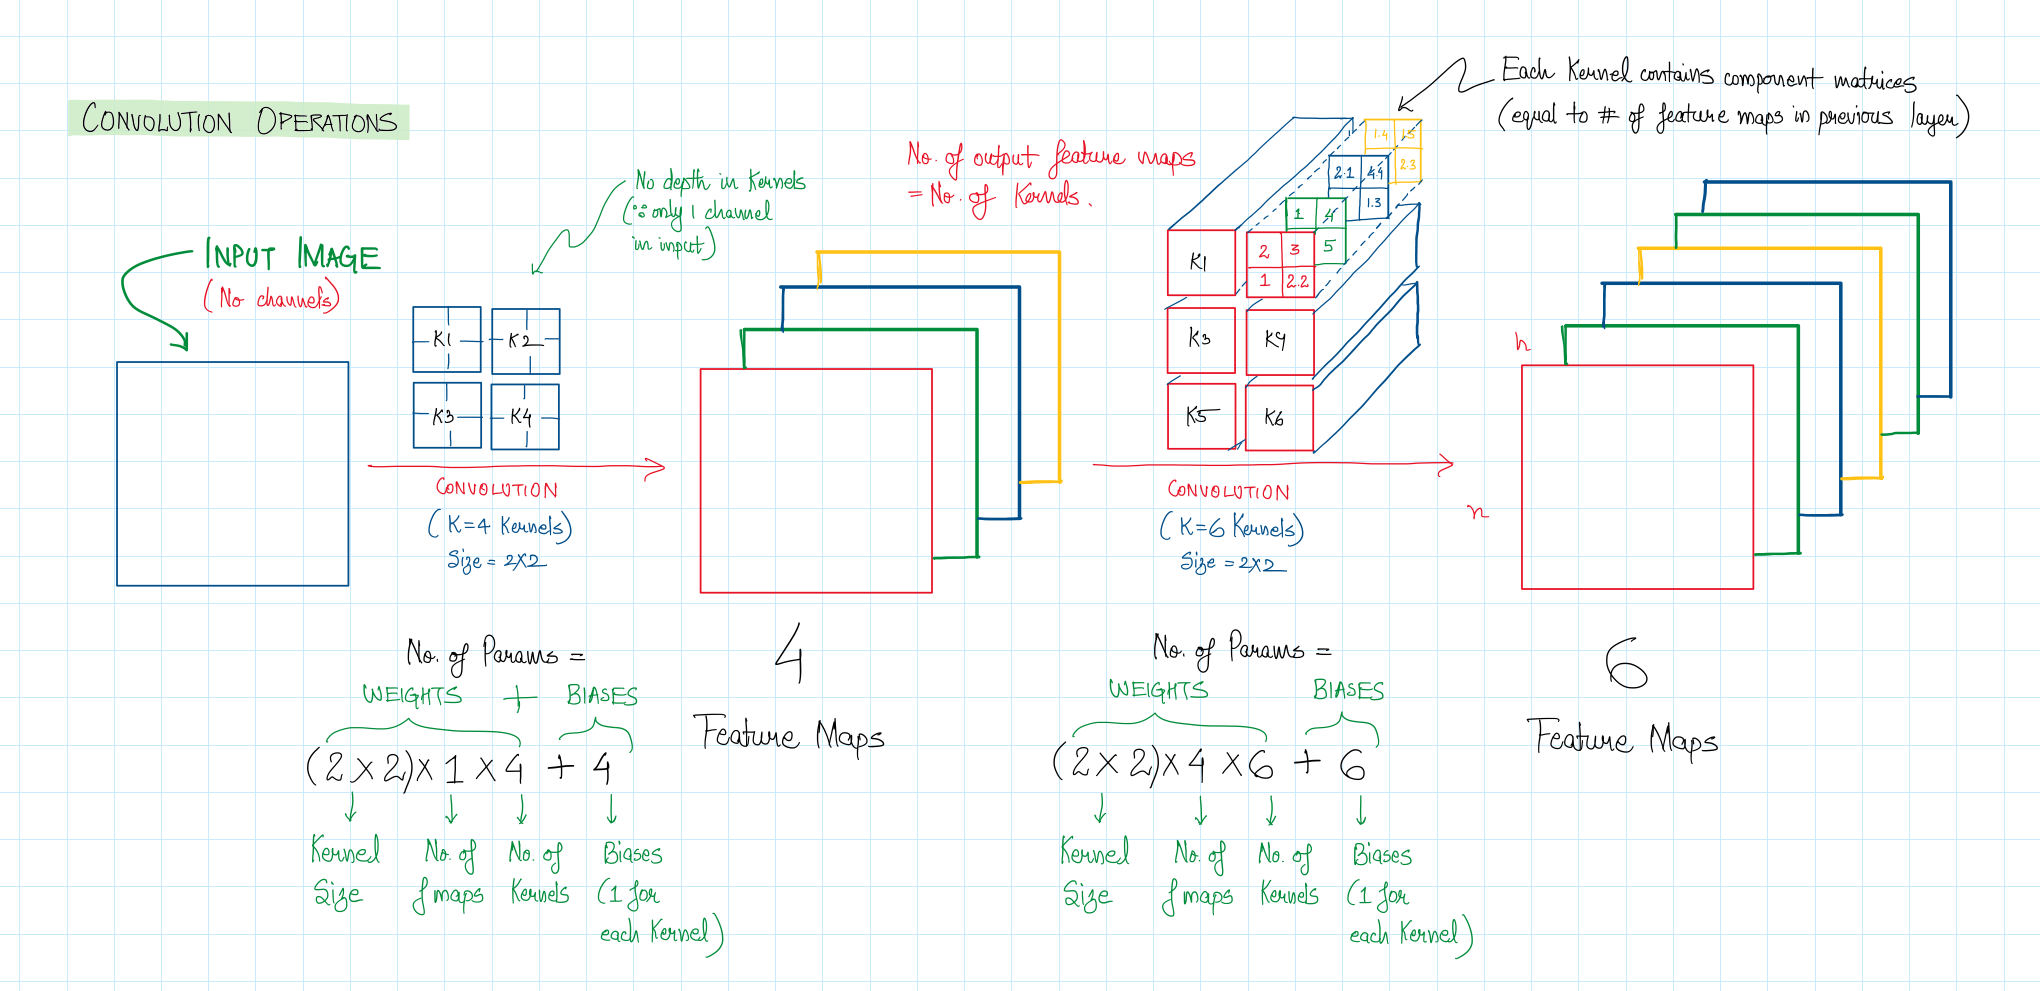 CONVOLUTION OPERATIONS
INPUT IMAGE
(No channels)
No depth in Kernels
(∵ only 1 channel
in input)
K1 K2
K3 K4
CONVOLUTION
(K=4 Kernels)
Size = 2X2
No. of output feature maps
= No. of Kernels.
Each Kernel contains component matrices
(equal to # of feature maps in previous layer)
1.4 1.5
2.3
2.1 4.4
1.3
1 4
5
2 3
1 2.2
K1
K3 K4
K5 K6
CONVOLUTION
(K=6 Kernels)
Size = 2X2
h
n
No. of Params =
WEIGHTS + BIASES
(2 X 2) X 1 X 4 + 4
Kernel
Size
No. of
f maps
No. of
Kernels
Biases
(1 for
each Kernel)
4
Feature Maps
No. of Params =
WEIGHTS BIASES
(2 X 2) X 4 X 6 + 6
Kernel
Size
No. of
f maps
No. of
Kernels
Biases
(1 for
each Kernel)
6
Feature Maps